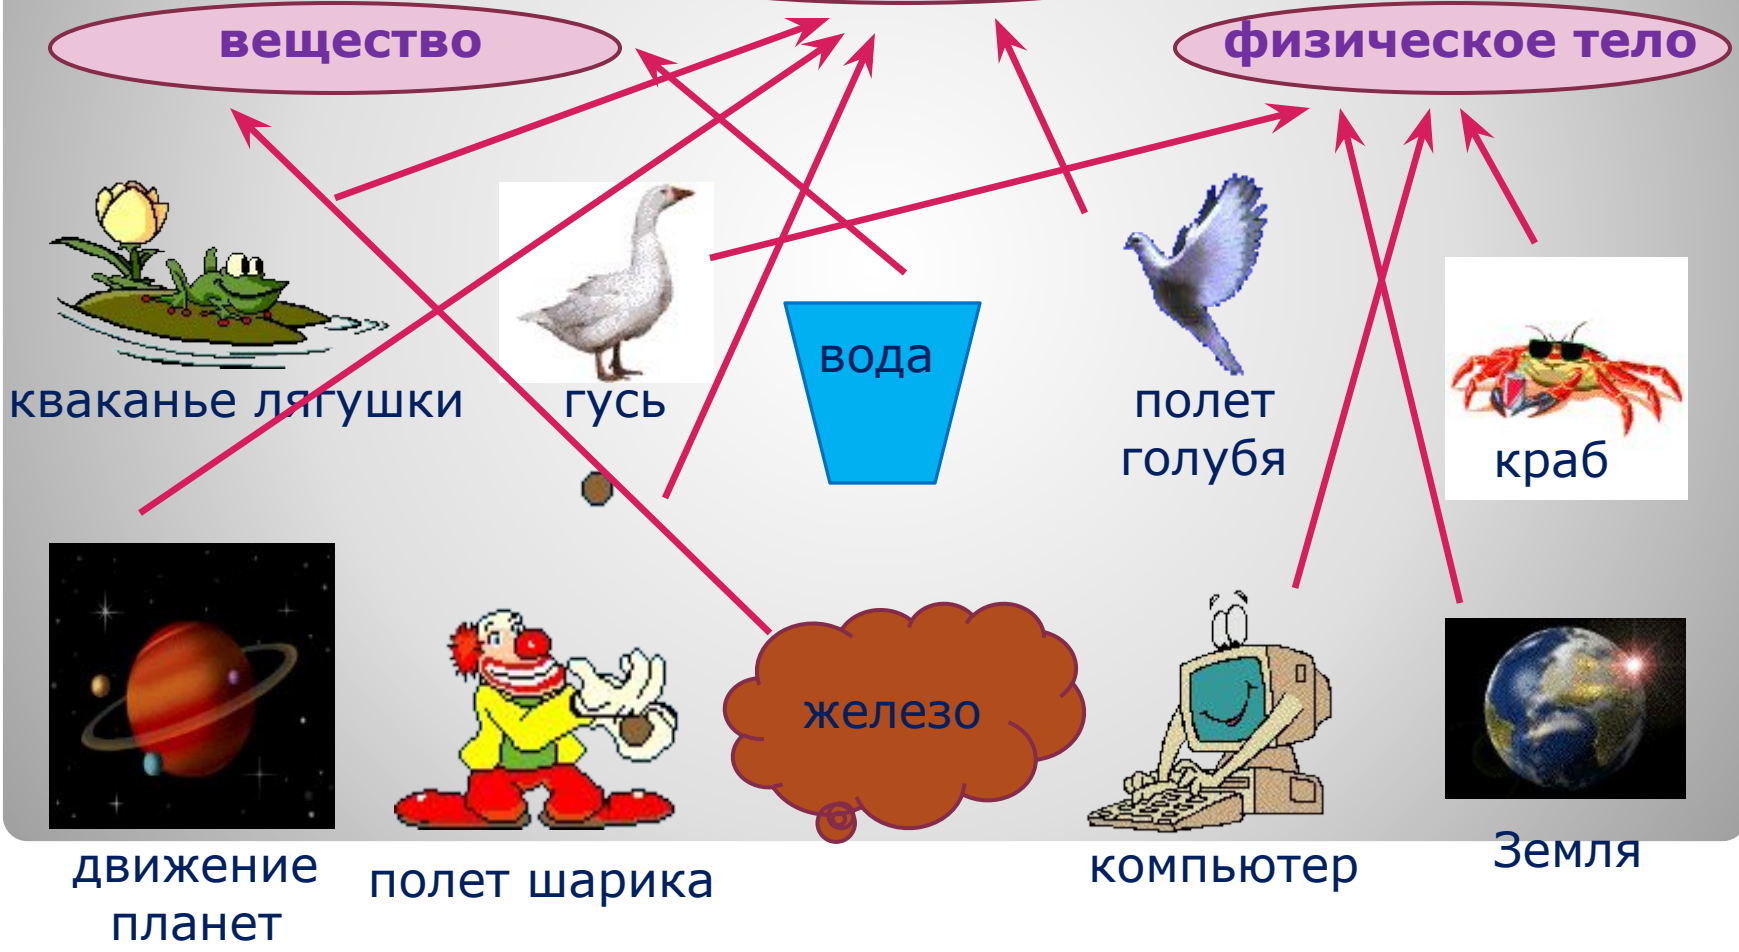 вещество
физическое тело
вода
кваканье лягушки
гусь
полет
голубя
краб
железо
движение
планет
полет шарика
компьютер
Земля